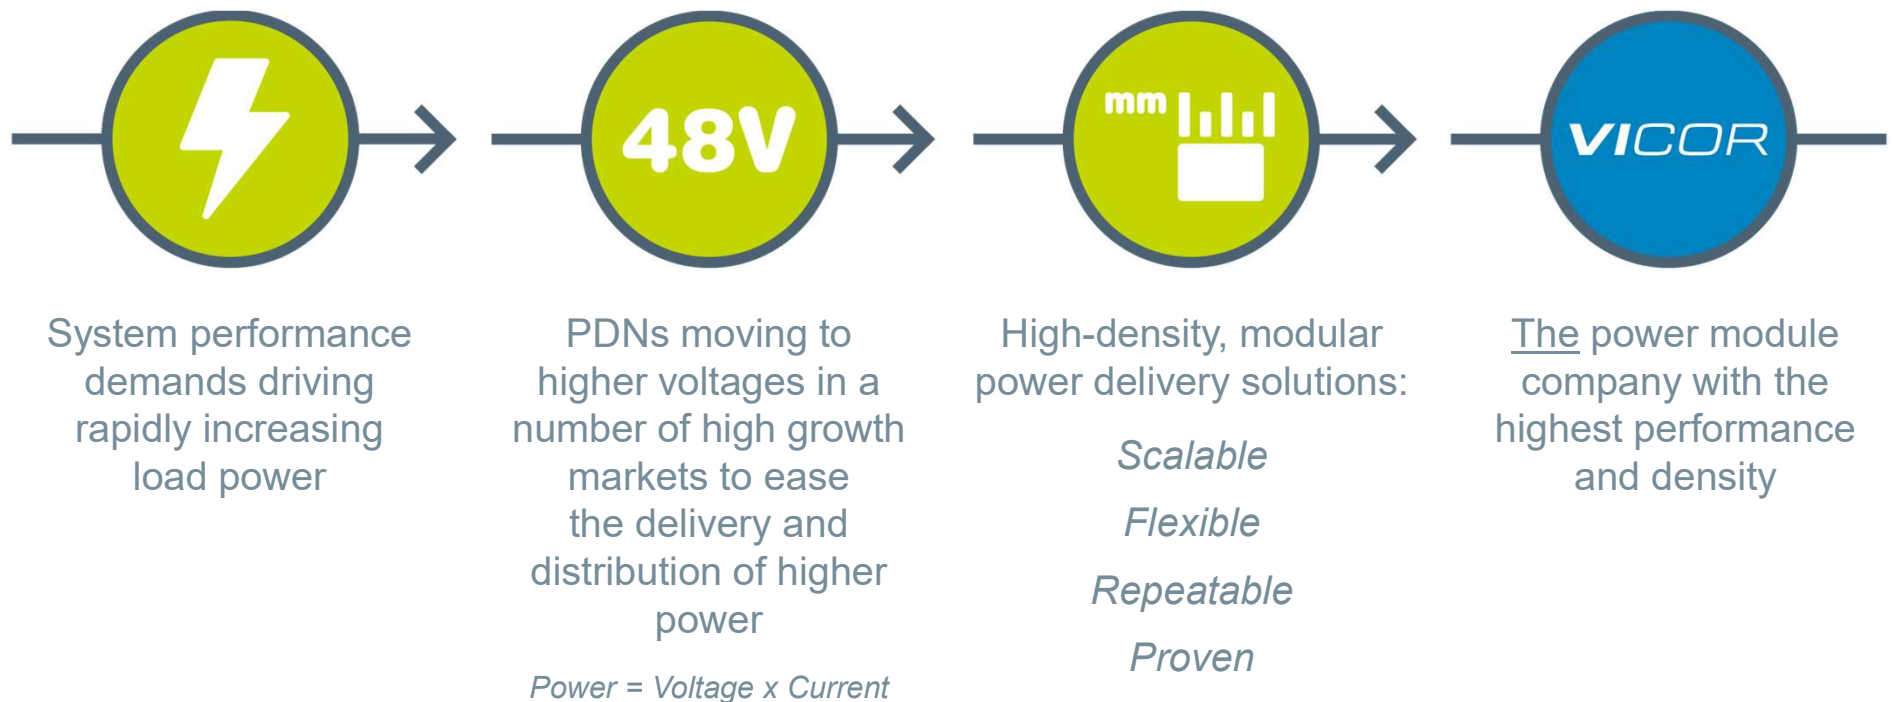 48V
mm
VICOR
System performance
demands driving
rapidly increasing
load power
PDNs moving to
higher voltages in a
number of high growth
markets to ease
the delivery and
distribution of higher
power
Power = Voltage x Current
High-density, modular
power delivery solutions:
Scalable
Flexible
Repeatable
Proven
The power module
company with the
highest performance
and density